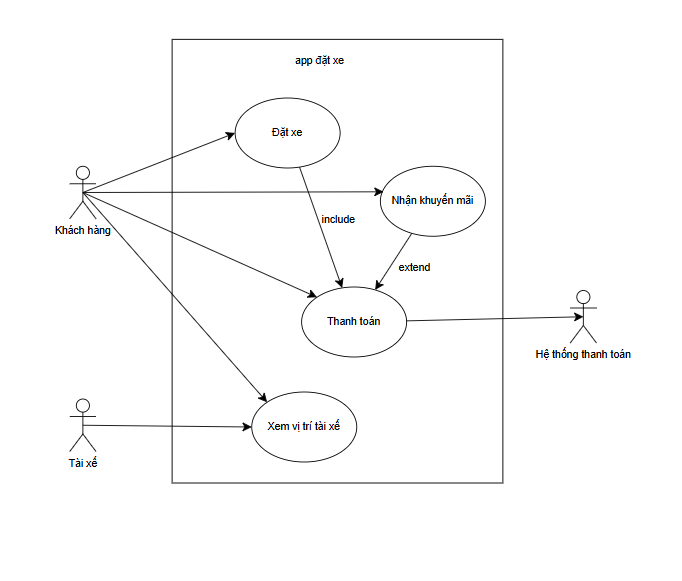 app đặt xe
Đặt xe
Nhận khuyến mãi
include
Khách hàng
extend
Thanh toán
Hệ thống thanh toán
Xem vị trí tài xế
Tài xế